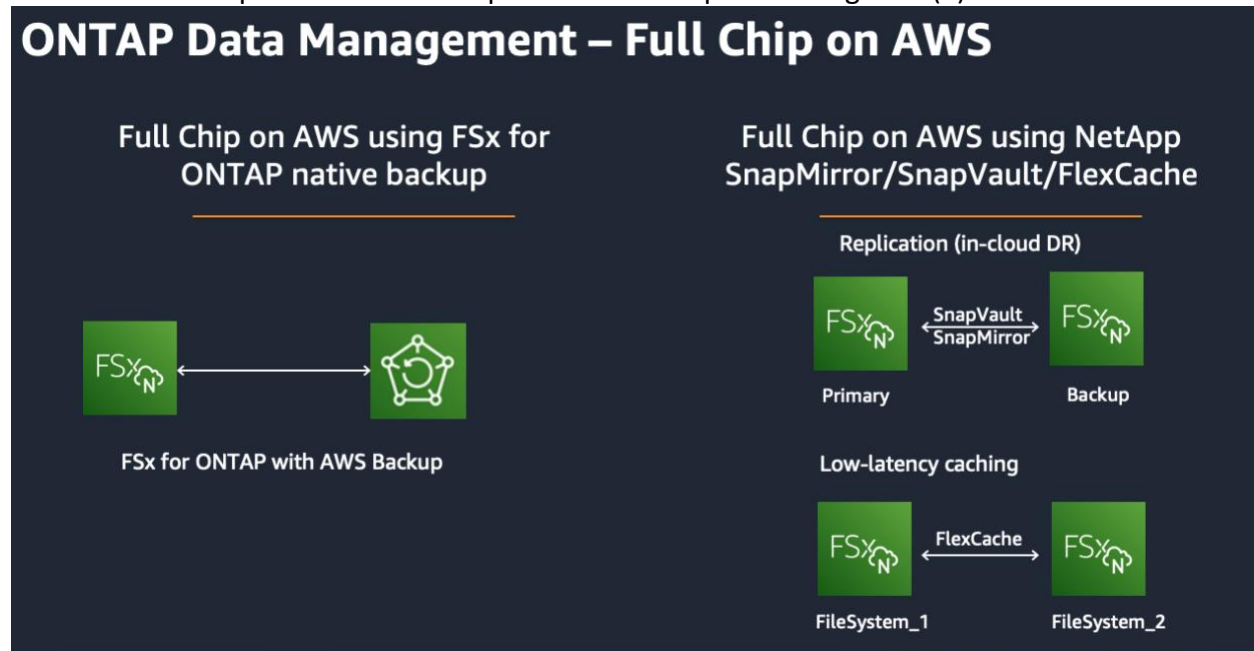 ONTAP Data Management – Full Chip on AWS
Full Chip on AWS using FSx for
ONTAP native backup
FSx
N
FSx for ONTAP with AWS Backup
Full Chip on AWS using NetApp
SnapMirror/SnapVault/FlexCache
Replication (in-cloud DR)
FSx
N
SnapVault
SnapMirror
FSx
N
Primary
Backup
Low-latency caching
FSx
N
FlexCache
FSx
N
FileSystem_1
FileSystem_2